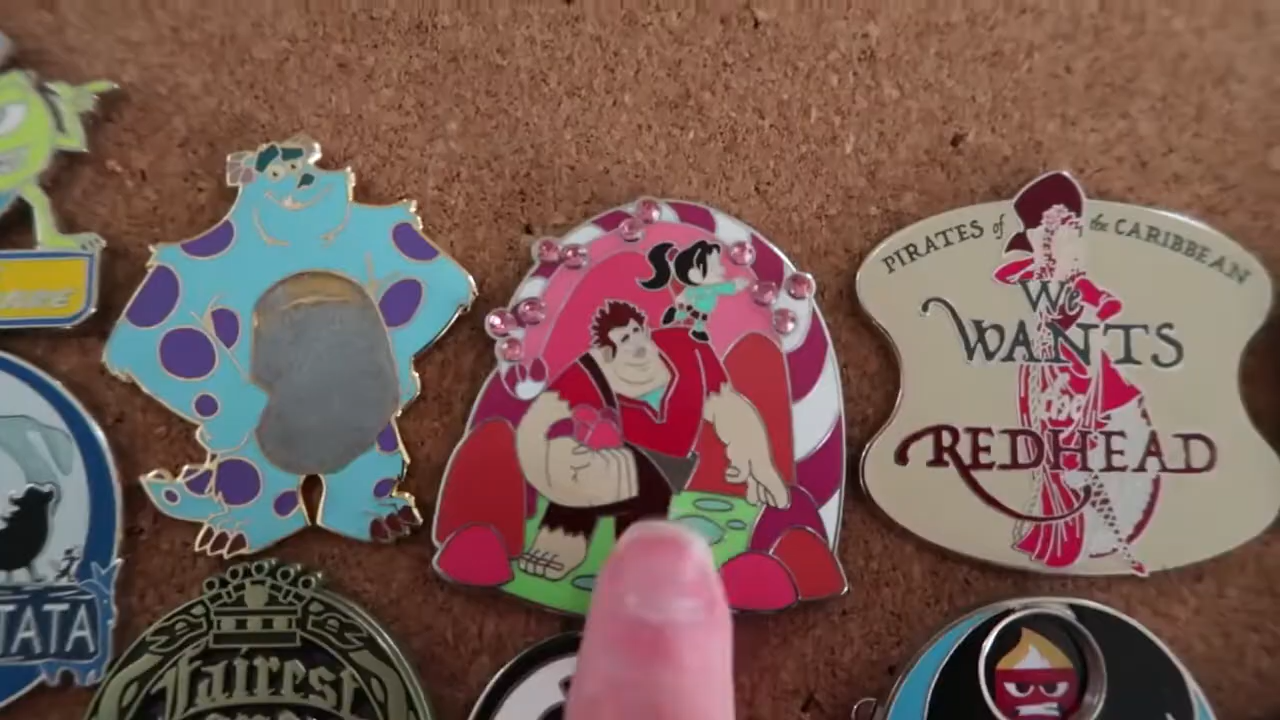 PIRATES of the CARIBBEAN
We
WANTS
the
REDHEAD
TATA
Fairest